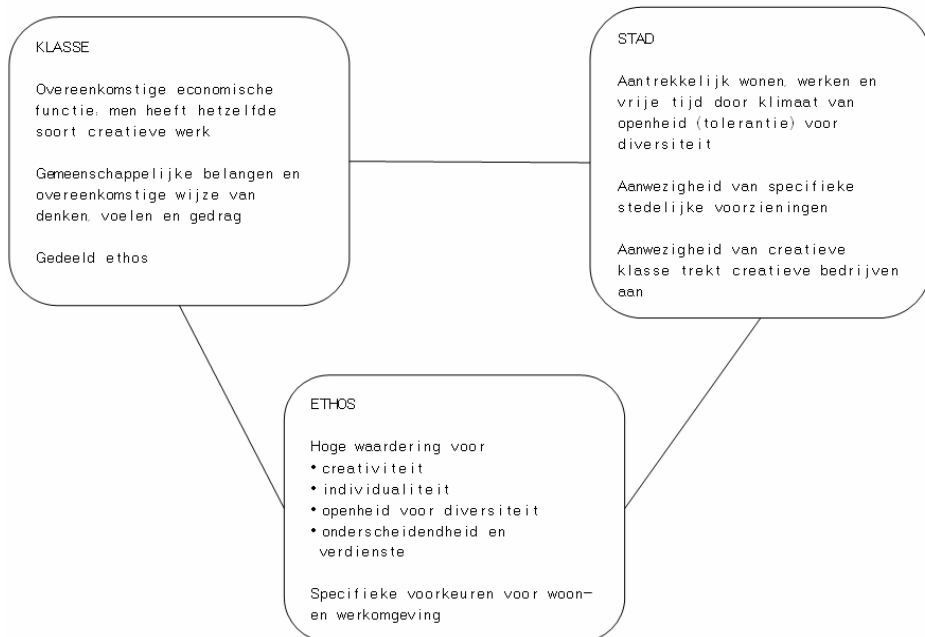 KLASSE
Overeenkomstige economische
functie: men heeft hetzelfde
soort creatieve werk
Gemeenschappelijke belangen en
overeenkomstige wijze van
denken, voelen en gedrag
Gedeeld ethos
STAD
Aantrekkelijk wonen, werken en
vrije tijd door klimaat van
openheid (tolerantie) voor
diversiteit
Aanwezigheid van specifieke
stedelijke voorzieningen
Aanwezigheid van creatieve
klasse trekt creatieve bedrijven
aan
ETHOS
Hoge waardering voor
• creativiteit
• individualiteit
• openheid voor diversiteit
• onderscheidendheid en
verdienste
Specifieke voorkeuren voor woon-
en werkomgeving